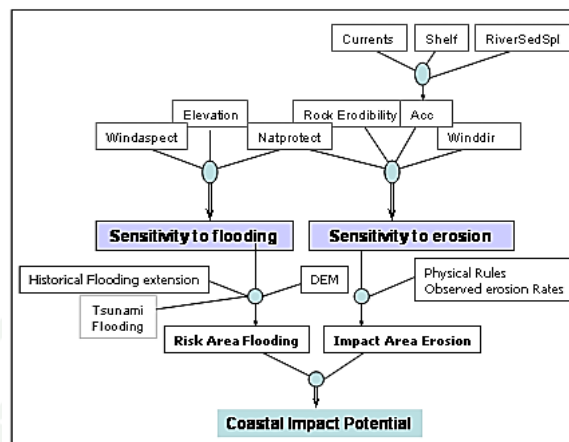 Currents Shelf RiverSedSpl
Elevation Rock Erodibility Acc
Windaspect Natprotect Winddir
Sensitivity to flooding Sensitivity to erosion
Historical Flooding extension DEM Physical Rules
Observed erosion Rates
Tsunami
Flooding
Risk Area Flooding Impact Area Erosion
Coastal Impact Potential